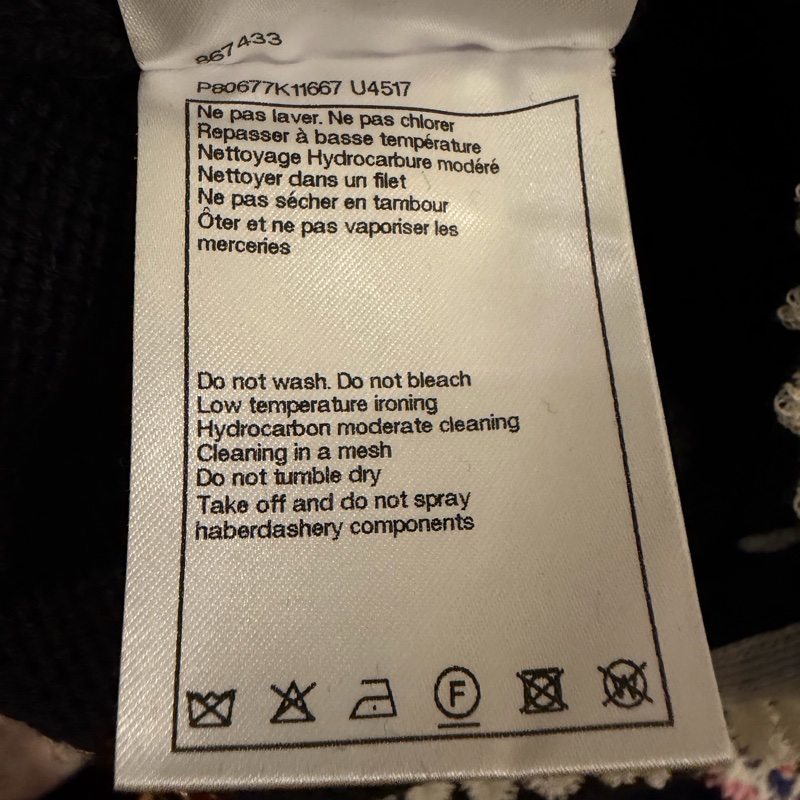 867433
P80677K11667 U4517
Ne pas laver. Ne pas chlorer
Repasser à basse température
Nettoyage Hydrocarbure modéré
Nettoyer dans un filet
Ne pas sécher en tambour
Ôter et ne pas vaporiser les
merceries
Do not wash. Do not bleach
Low temperature ironing
Hydrocarbon moderate cleaning
Cleaning in a mesh
Do not tumble dry
Take off and do not spray
haberdashery components
F W